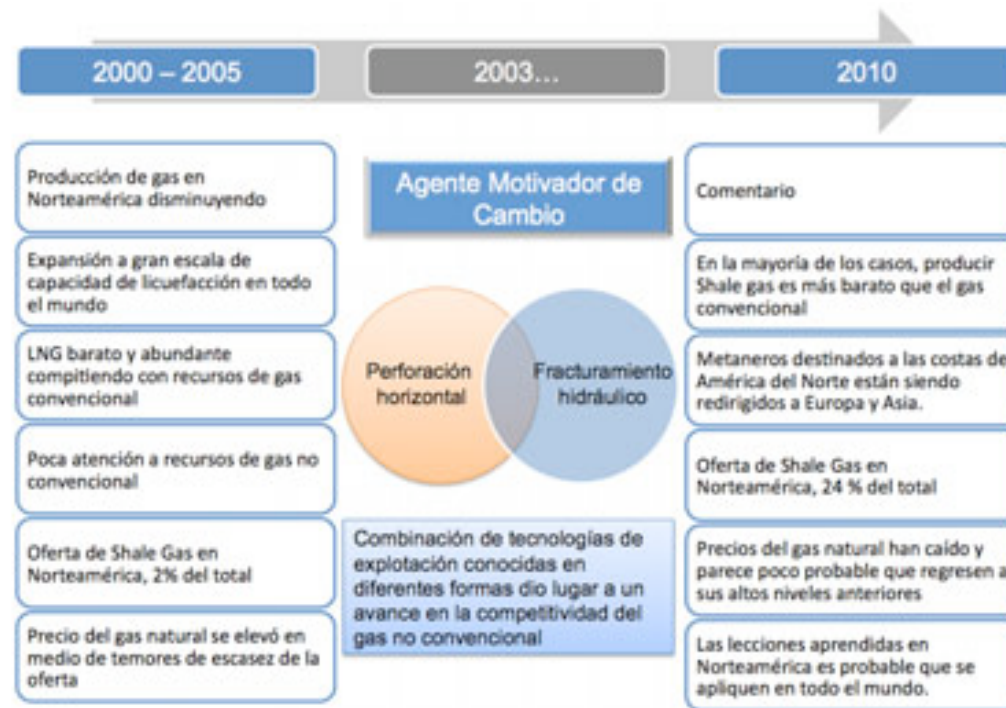 2000 – 2005
2003...
2010
Producción de gas en
Norteamérica disminuyendo
Expansión a gran escala de
capacidad de licuefacción en todo
el mundo
LNG barato y abundante
compitiendo con recursos de gas
convencional
Poca atención a recursos de gas no
convencional
Oferta de Shale Gas en
Norteamérica, 2% del total
Precio del gas natural se elevó en
medio de temores de escasez de la
oferta
Agente Motivador de
Cambio
Perforación
horizontal
Fracturamiento
hidráulico
Combinación de tecnologías de
explotación conocidas en
diferentes formas dio lugar a un
avance en la competitividad del
gas no convencional
Comentario
En la mayoría de los casos, producir
Shale gas es más barato que el gas
convencional
Metaneros destinados a las costas de
América del Norte están siendo
redirigidos a Europa y Asia.
Oferta de Shale Gas en
Norteamérica, 24 % del total
Precios del gas natural han caído y
parece poco probable que regresen a
sus altos niveles anteriores
Las lecciones aprendidas en
Norteamérica es probable que se
apliquen en todo el mundo.